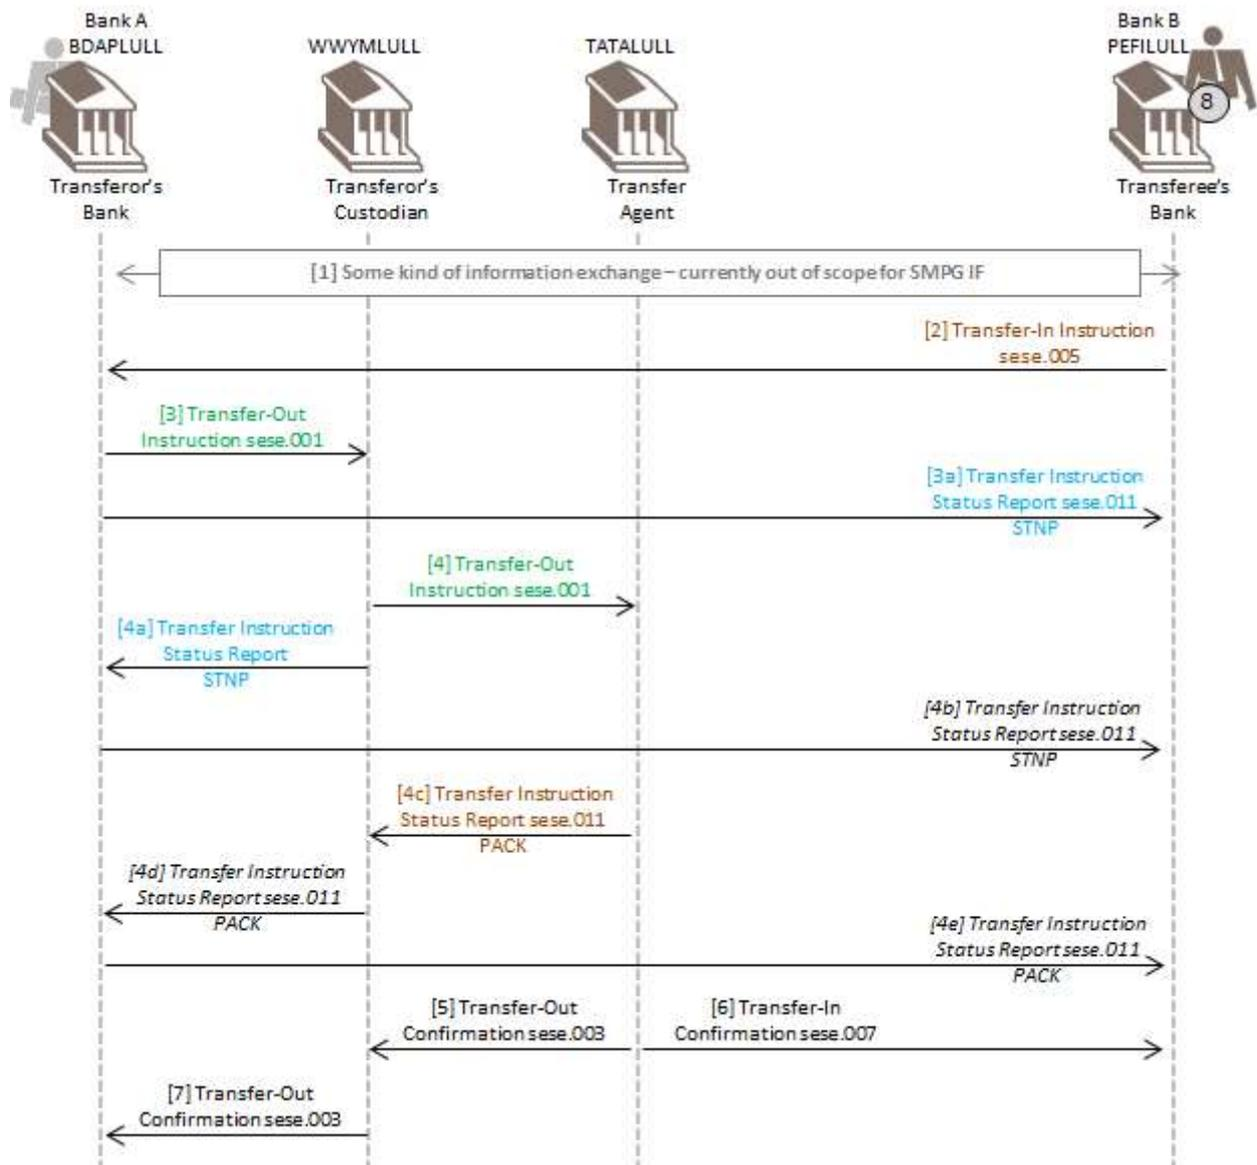 Bank A
BDAPLULL
WWYMLULL
TATALULL
Bank B
PEFILULL
8
Transferor's
Bank
Transferor's
Custodian
Transfer
Agent
Transferee's
Bank
[1] Some kind of information exchange – currently out of scope for SMPG IF
[2] Transfer-In Instruction
sese.005
[3] Transfer-Out
Instruction sese.001
[3a] Transfer Instruction
Status Report sese.011
STNP
[4] Transfer-Out
Instruction sese.001
[4a] Transfer Instruction
Status Report
STNP
[4b] Transfer Instruction
Status Report sese.011
STNP
[4c] Transfer Instruction
Status Report sese.011
PACK
[4d] Transfer Instruction
Status Report sese.011
PACK
[4e] Transfer Instruction
Status Report sese.011
PACK
[5] Transfer-Out
Confirmation sese.003
[6] Transfer-In
Confirmation sese.007
[7] Transfer-Out
Confirmation sese.003